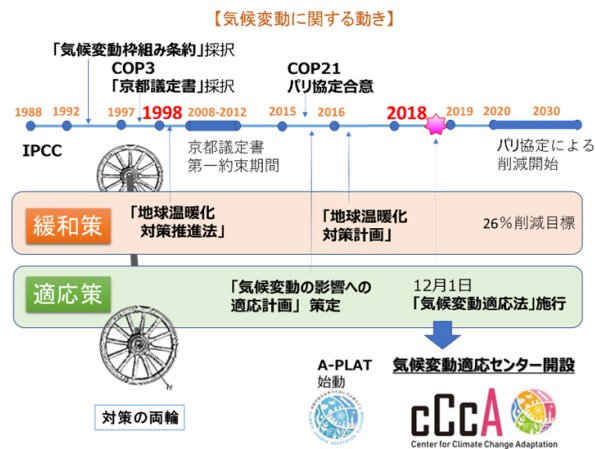 【気候変動に関する動き】
「気候変動枠組み条約」採択
COP3
「京都議定書」採択
COP21
パリ協定合意
1988 1992 1997 1998 2008-2012 2015 2016 2018 2019 2020 2030
IPCC
京都議定書
第一約束期間
パリ協定による
削減開始
緩和策
「地球温暖化
対策推進法」
「地球温暖化
対策計画」
26%削減目標
適応策
「気候変動の影響への
適応計画」 策定
12月1日
「気候変動適応法」施行
対策の両輪
A-PLAT
始動
気候変動適応センター開設
CCCA
Center for Climate Change Adaptation